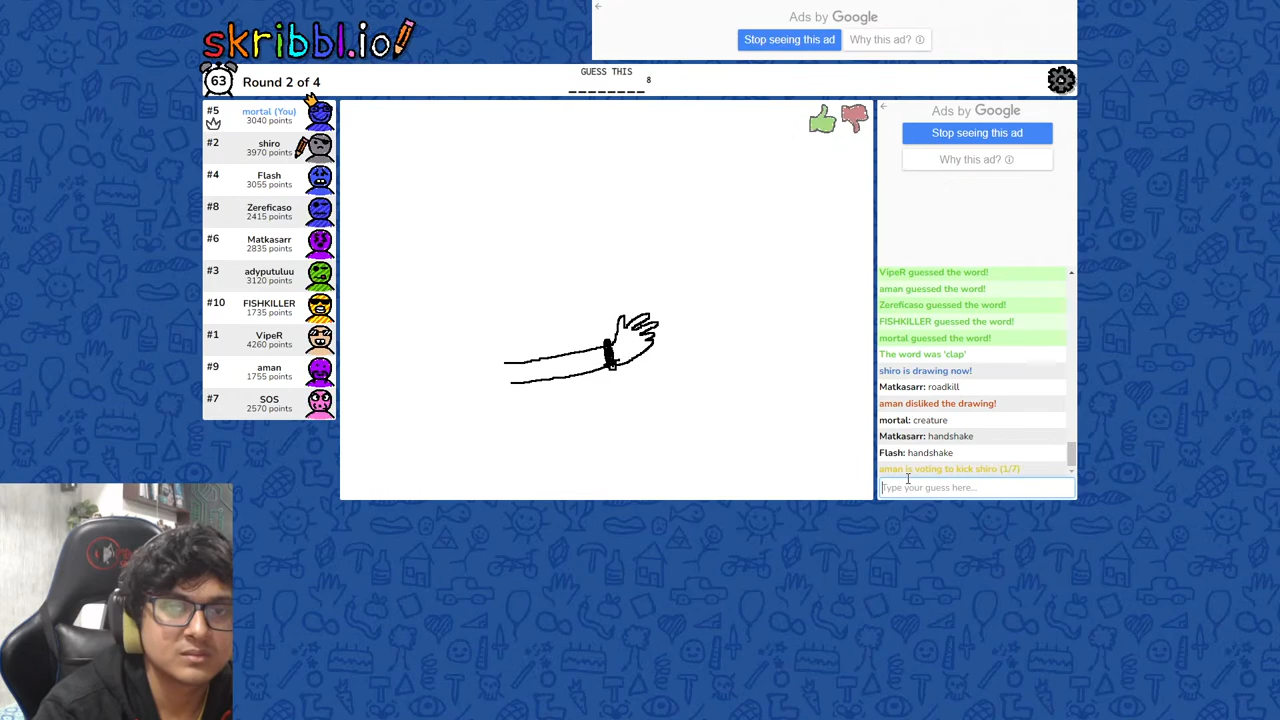 skribbl.io
Ads by Google
Stop seeing this ad
Why this ad?
63
Round 2 of 4
GUESS THIS
________ 8
#5 mortal (You)
3040 points
#2 shiro
3970 points
#4 Flash
3055 points
#8 Zereficaso
2415 points
#6 Matkasarr
2835 points
#3 adyputuluu
3120 points
#10 FISHKILLER
1735 points
#1 VipeR
4260 points
#9 aman
1755 points
#7 SOS
2570 points
Ads by Google
Stop seeing this ad
Why this ad?
VipeR guessed the word!
aman guessed the word!
Zereficaso guessed the word!
FISHKILLER guessed the word!
mortal guessed the word!
The word was 'clap'
shiro is drawing now!
Matkasarr: roadkill
aman disliked the drawing!
mortal: creature
Matkasarr: handshake
Flash: handshake
aman is voting to kick shiro (1/7)
Type your guess here...